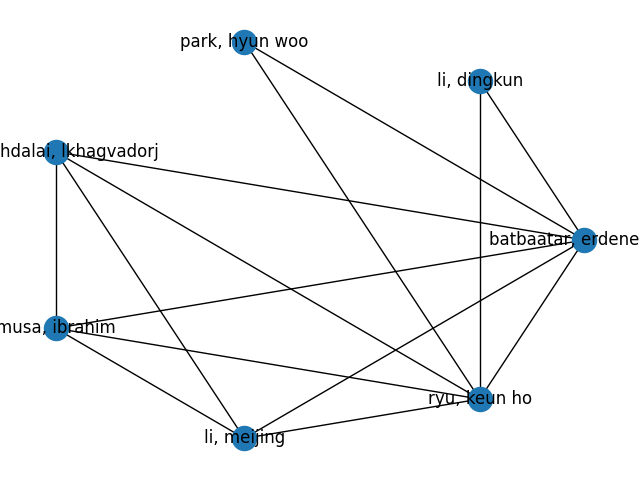 park, hyun woo
li, dingkun
hdalai, lkhagvadorj
batbaatar, erdene
musa, ibrahim
ryu, keun ho
li, meijing